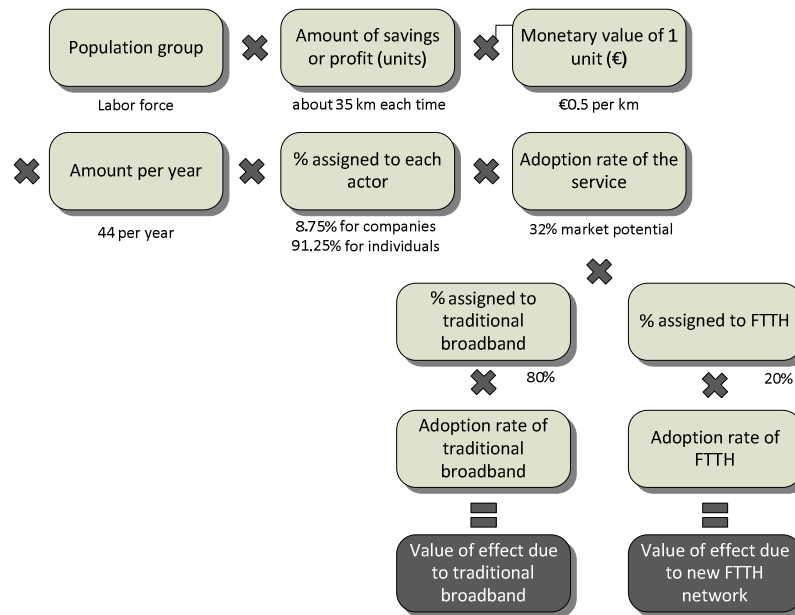 Population group
Amount of savings
or profit (units)
Monetary value of 1
unit (€)
Labor force
about 35 km each time
€0.5 per km
Amount per year
% assigned to each
actor
Adoption rate of the
service
44 per year
8.75% for companies
91.25% for individuals
32% market potential
% assigned to
traditional
broadband
% assigned to FTTH
80%
20%
Adoption rate of
traditional
broadband
Adoption rate of
FTTH
Value of effect due
to traditional
broadband
Value of effect due
to new FTTH
network